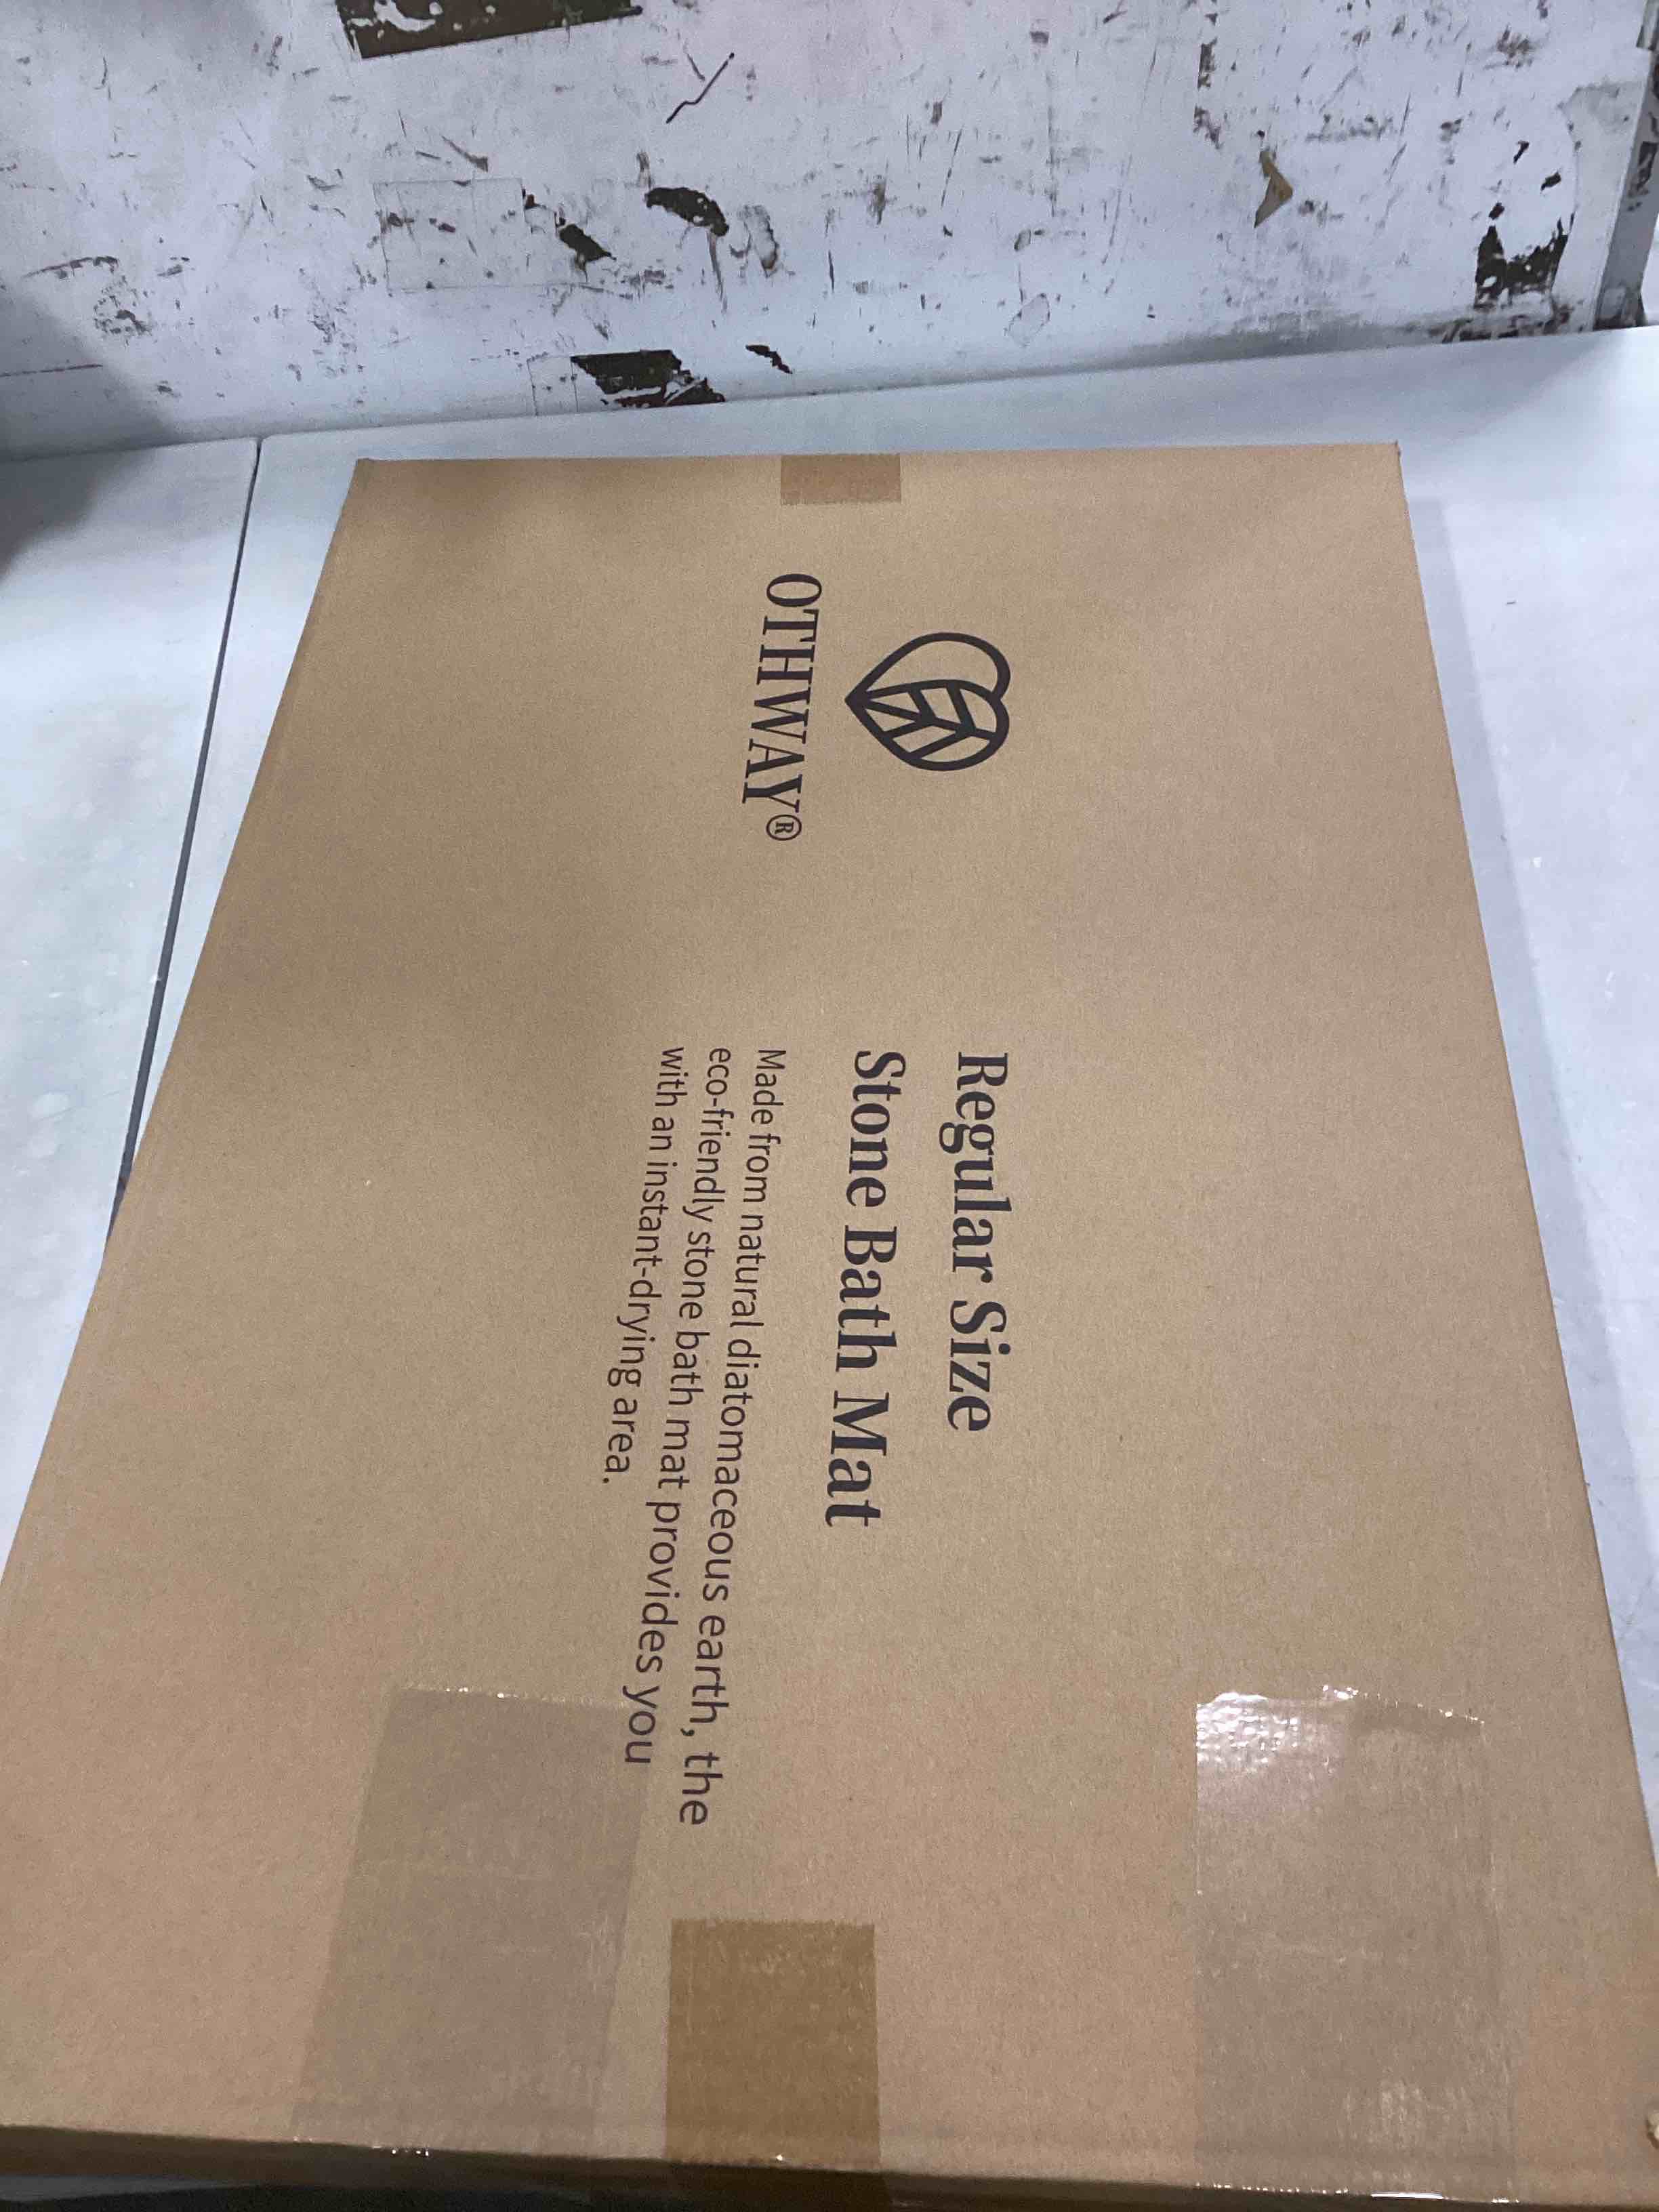 OTHWAY®
Regular Size
Stone Bath Mat
Made from natural diatomaceous earth, the
eco-friendly stone bath mat provides you
with an instant-drying area.